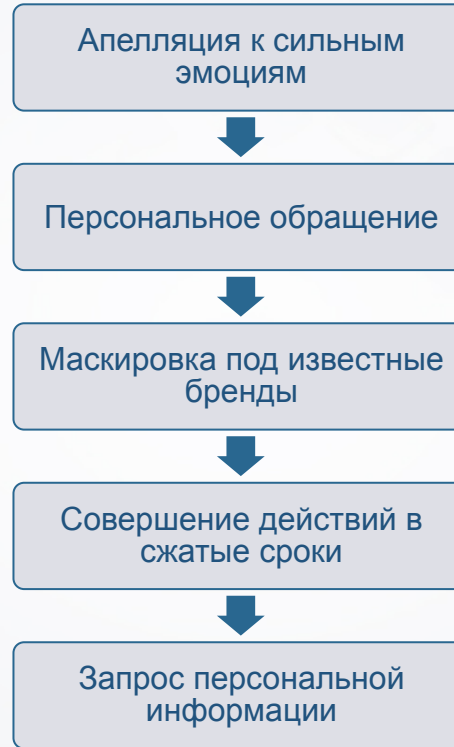 Апелляция к сильным
эмоциям
Персональное обращение
Маскировка под известные
бренды
Совершение действий в
сжатые сроки
Запрос персональной
информации